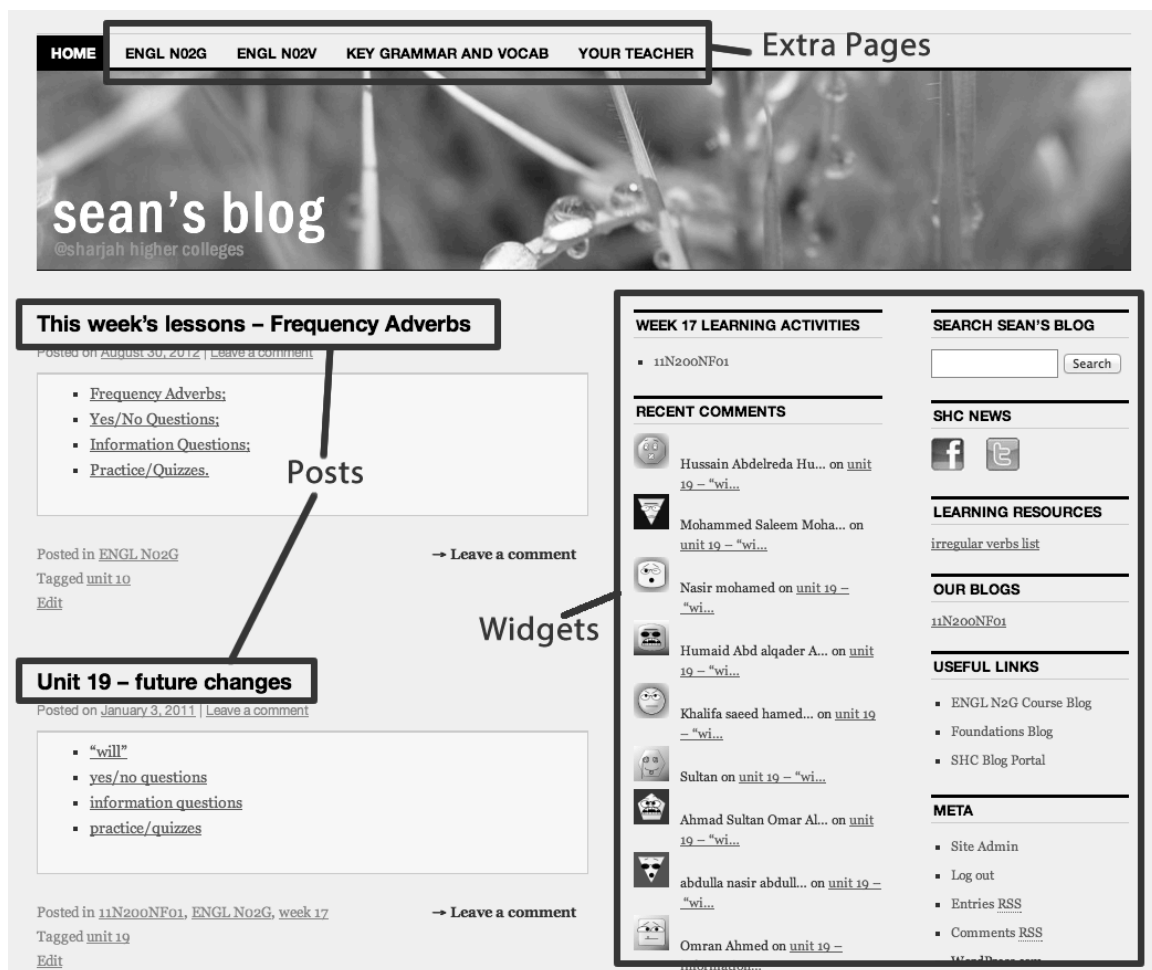 HOME ENGL N02G ENGL N02V KEY GRAMMAR AND VOCAB YOUR TEACHER
Extra Pages
sean's blog
@sharjah higher colleges
This week's lessons – Frequency Adverbs
Posted on August 30, 2012 | Leave a comment
▪ Frequency Adverbs;
▪ Yes/No Questions;
▪ Information Questions;
▪ Practice/Quizzes.
Posts
Posted in ENGL N02G
→ Leave a comment
Tagged unit 10
Edit
Unit 19 – future changes
Posted on January 3, 2011 | Leave a comment
▪ "will"
▪ yes/no questions
▪ information questions
▪ practice/quizzes
Posted in 11N200NF01, ENGL N02G, week 17
→ Leave a comment
Tagged unit 19
Edit
Widgets
WEEK 17 LEARNING ACTIVITIES
▪ 11N200NF01
RECENT COMMENTS
Hussain Abdelreda Hu... on unit
19 – "wi...
Mohammed Saleem Moha... on
unit 19 – "wi...
Nasir mohamed on unit 19 –
"wi...
Humaid Abd alqader A... on unit
19 – "wi...
Khalifa saeed hamed... on unit 19
– "wi...
Sultan on unit 19 – "wi...
Ahmad Sultan Omar Al... on unit
19 – "wi...
abdulla nasir abdull... on unit 19 –
"wi...
Omran Ahmed on unit 19 –
information...
SEARCH SEAN'S BLOG
Search
SHC NEWS
f t
LEARNING RESOURCES
irregular verbs list
OUR BLOGS
11N200NF01
USEFUL LINKS
▪ ENGL N2G Course Blog
▪ Foundations Blog
▪ SHC Blog Portal
META
▪ Site Admin
▪ Log out
▪ Entries RSS
▪ Comments RSS
▪ WordPress.com